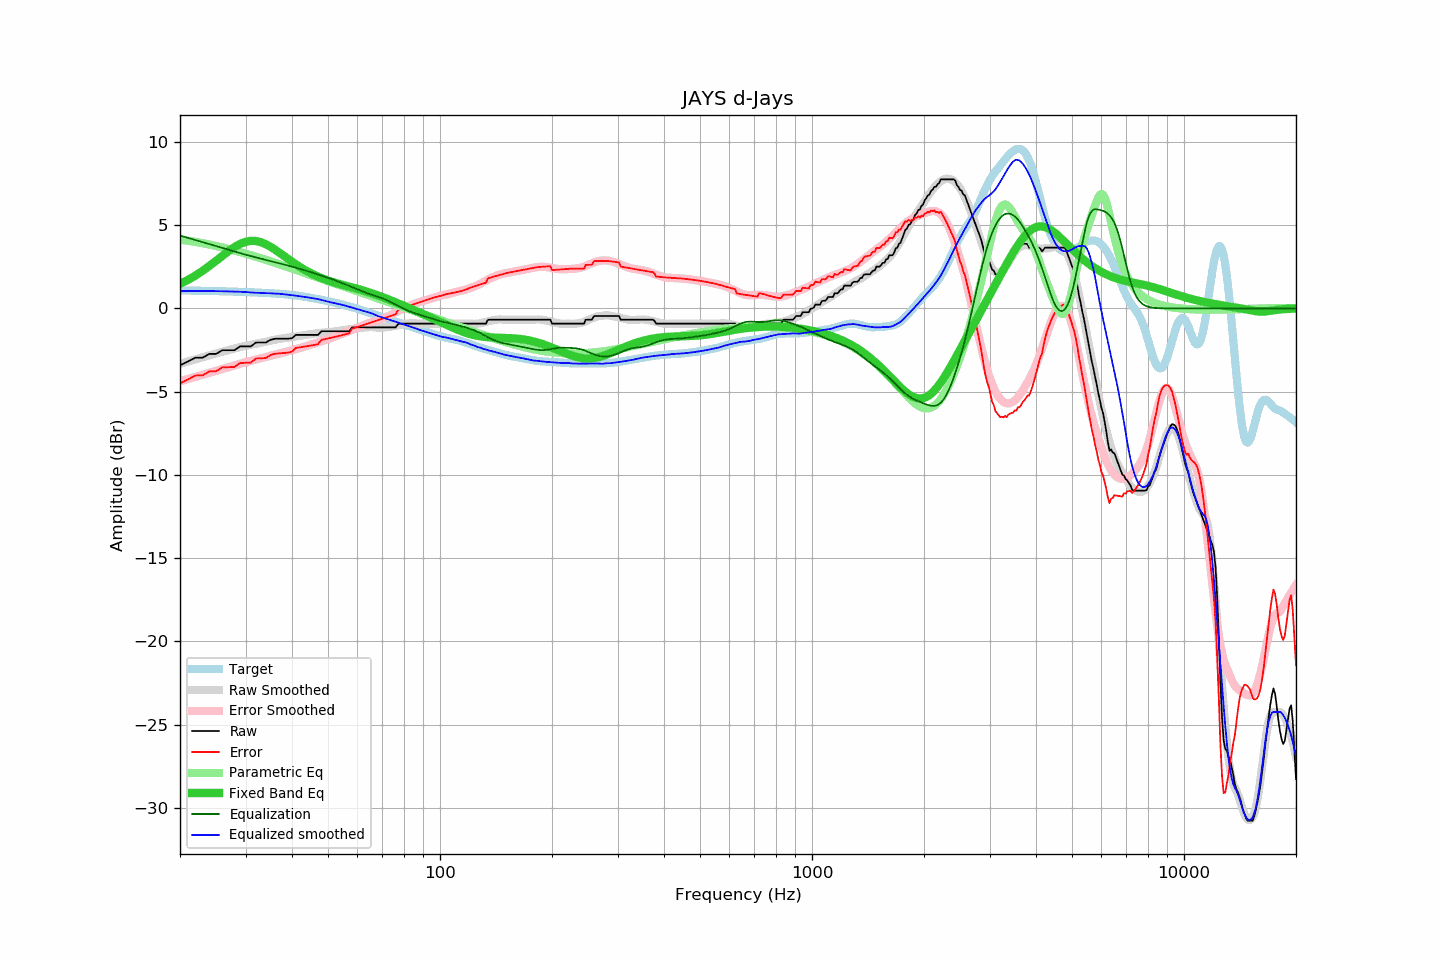 JAYS d-Jays
10
5
0
−5
−10
−15
−20
−25
−30
Amplitude (dBr)
Target
Raw Smoothed
Error Smoothed
Raw
Error
Parametric Eq
Fixed Band Eq
Equalization
Equalized smoothed
100
1000
10000
Frequency (Hz)